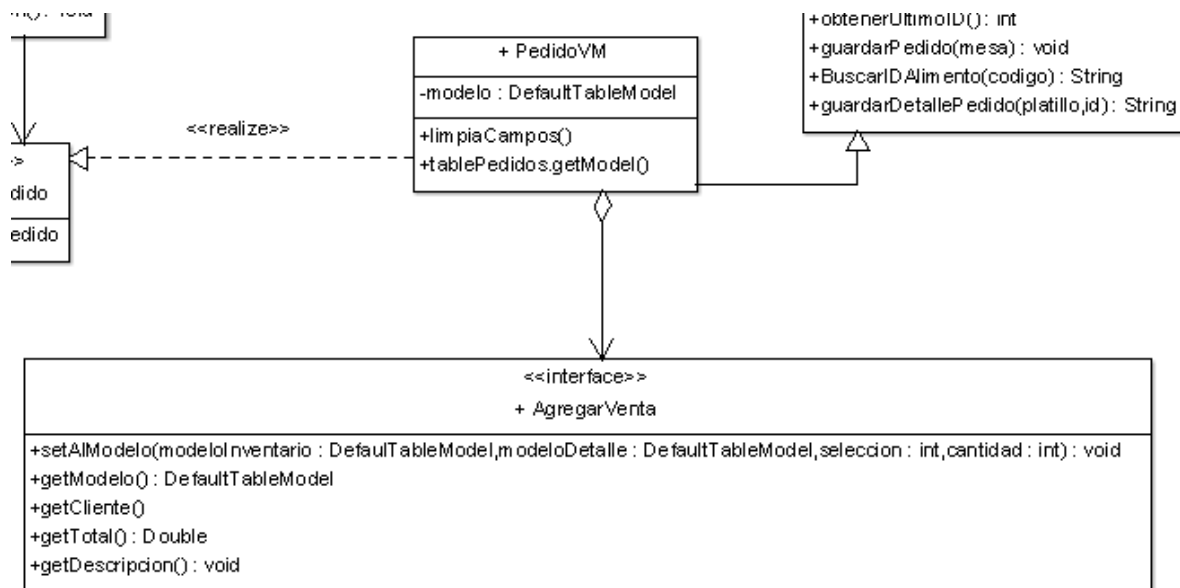 +obtenerUltimoID() : int
+guardarPedido(mesa) : void
+BuscarIDAlimento(codigo) : String
+guardarDetallePedido(platillo,id) : String
+ PedidoVM
-modelo : DefaultTableModel
+limpiaCampos()
+tablePedidos.getModel()
<<realize>>
>>
dido
edido
<<interface>>
+ AgregarVenta
+setAlModelo(modeloInventario : DefaulTableModel,modeloDetalle : DefaultTableModel,seleccion : int,cantidad : int) : void
+getModelo() : DefaultTableModel
+getCliente()
+getTotal() : Double
+getDescripcion() : void